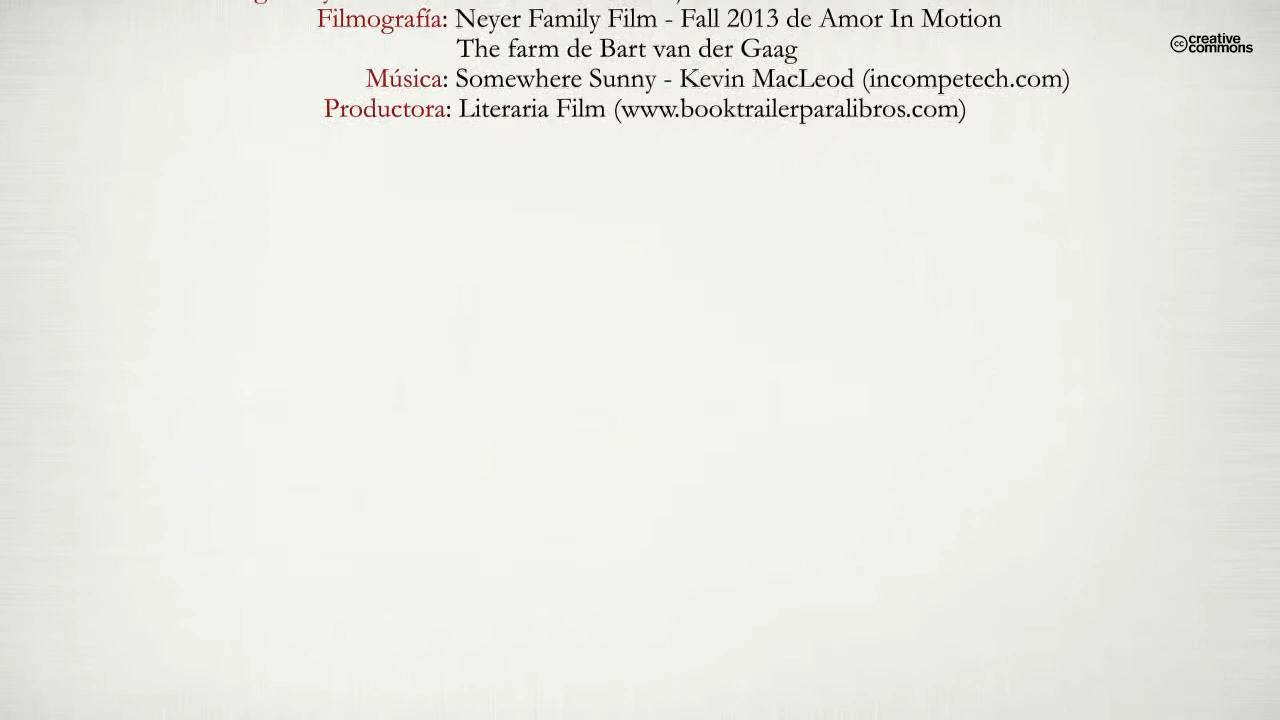 Filmografía: Neyer Family Film - Fall 2013 de Amor In Motion
The farm de Bart van der Gaag
Música: Somewhere Sunny - Kevin MacLeod (incompetech.com)
Productora: Literaria Film (www.booktrailerparalibros.com)
cc creative commons